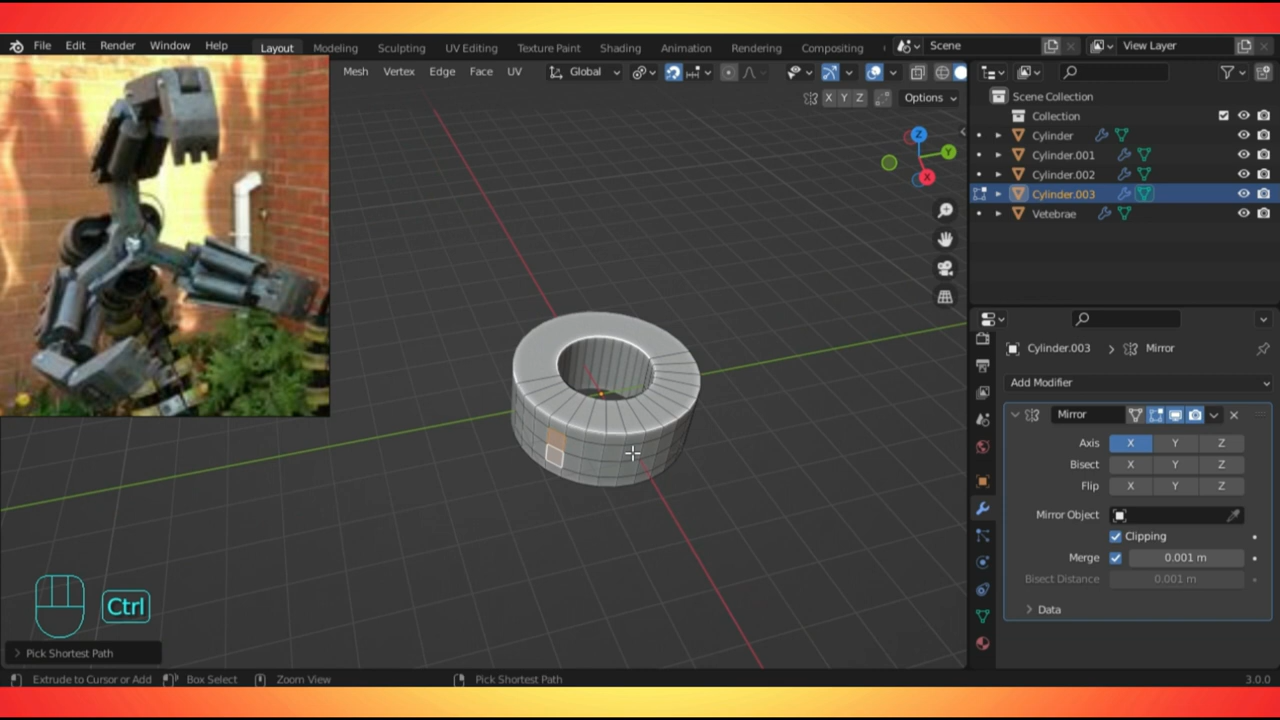 File Edit Render Window Help Layout Modeling Sculpting UV Editing Texture Paint Shading Animation Rendering Compositing Scene View Layer
Mesh Vertex Edge Face UV Global
X Y Z Options
Scene Collection
Collection
Cylinder
Cylinder.001
Cylinder.002
Cylinder.003
Vetebrae
Z
Y
X
Cylinder.003 > Mirror
Add Modifier
Mirror
Axis X Y Z
Bisect X Y Z
Flip X Y Z
Mirror Object
Clipping
Merge 0.001 m
Bisect Distance 0.001 m
> Data
Ctrl
> Pick Shortest Path
Extrude to Cursor or Add Box Select Zoom View Pick Shortest Path 3.0.0